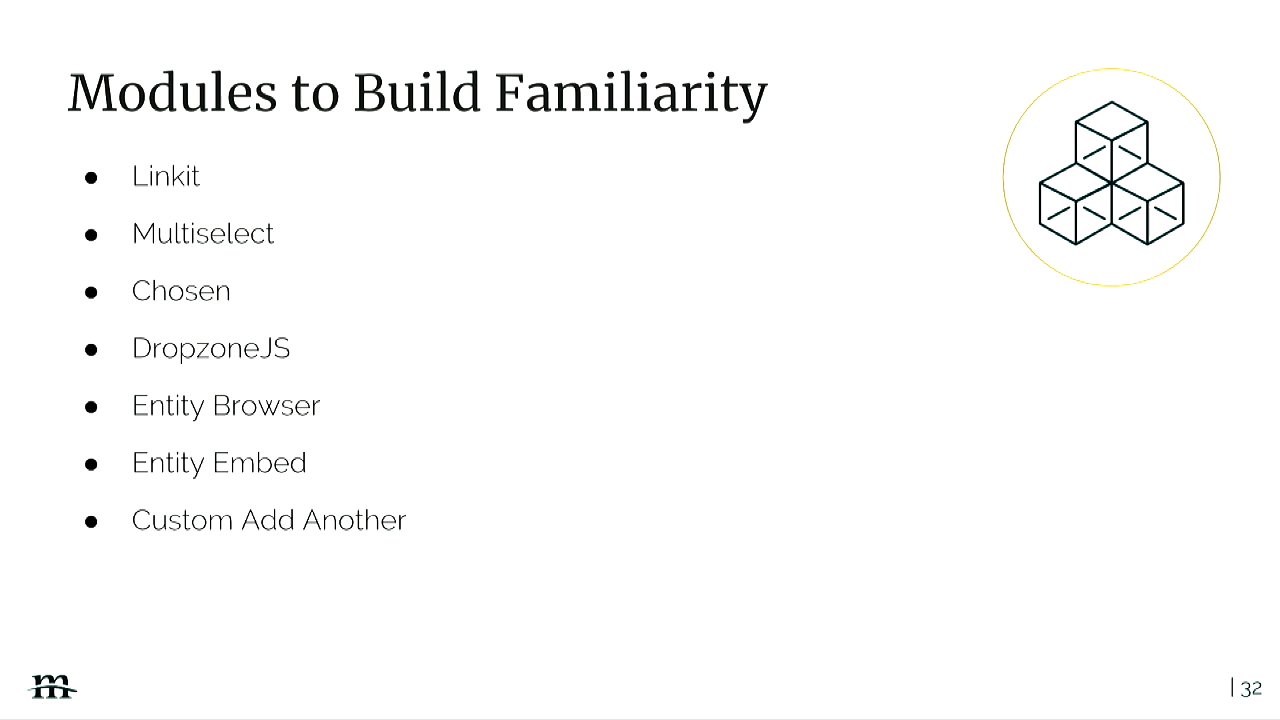 Modules to Build Familiarity
● Linkit
● Multiselect
● Chosen
● DropzoneJS
● Entity Browser
● Entity Embed
● Custom Add Another
m
| 32